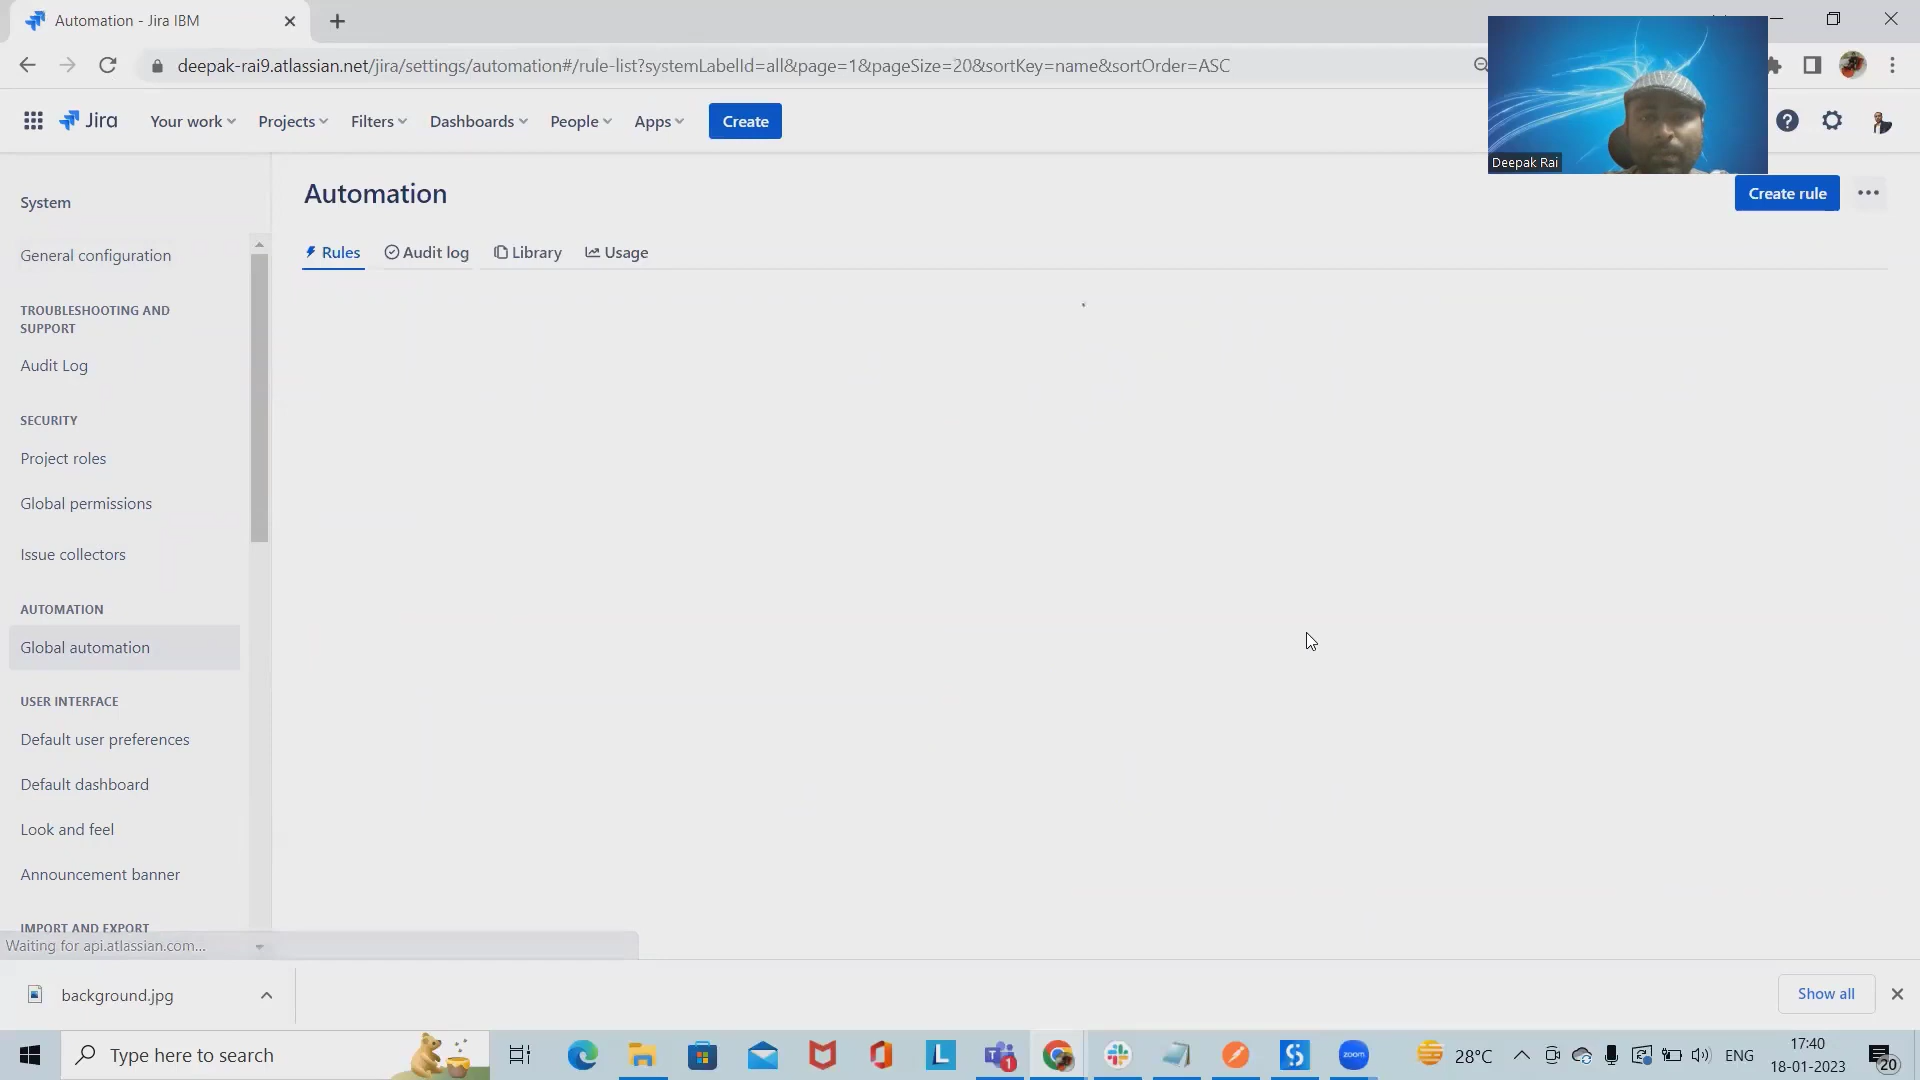 Automation - Jira IBM
deepak-rai9.atlassian.net/jira/settings/automation#/rule-list?systemLabelId=all&page=1&pageSize=20&sortKey=name&sortOrder=ASC
Jira
Your work
Projects
Filters
Dashboards
People
Apps
Create
Deepak Rai
System
General configuration
TROUBLESHOOTING AND
SUPPORT
Audit Log
SECURITY
Project roles
Global permissions
Issue collectors
AUTOMATION
Global automation
USER INTERFACE
Default user preferences
Default dashboard
Look and feel
Announcement banner
IMPORT AND EXPORT
Waiting for api.atlassian.com...
Automation
Create rule
Rules
Audit log
Library
Usage
background.jpg
Show all
Type here to search
L
1
zoom
28°C
ENG
17:40
18-01-2023
20